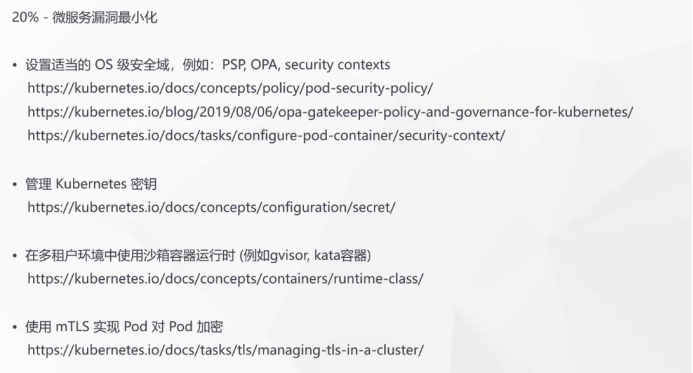 20% - 微服务漏洞最小化
• 设置适当的 OS 级安全域，例如：PSP, OPA, security contexts
https://kubernetes.io/docs/concepts/policy/pod-security-policy/
https://kubernetes.io/blog/2019/08/06/opa-gatekeeper-policy-and-governance-for-kubernetes/
https://kubernetes.io/docs/tasks/configure-pod-container/security-context/
• 管理 Kubernetes 密钥
https://kubernetes.io/docs/concepts/configuration/secret/
• 在多租户环境中使用沙箱容器运行时 (例如gvisor, kata容器)
https://kubernetes.io/docs/concepts/containers/runtime-class/
• 使用 mTLS 实现 Pod 对 Pod 加密
https://kubernetes.io/docs/tasks/tls/managing-tls-in-a-cluster/